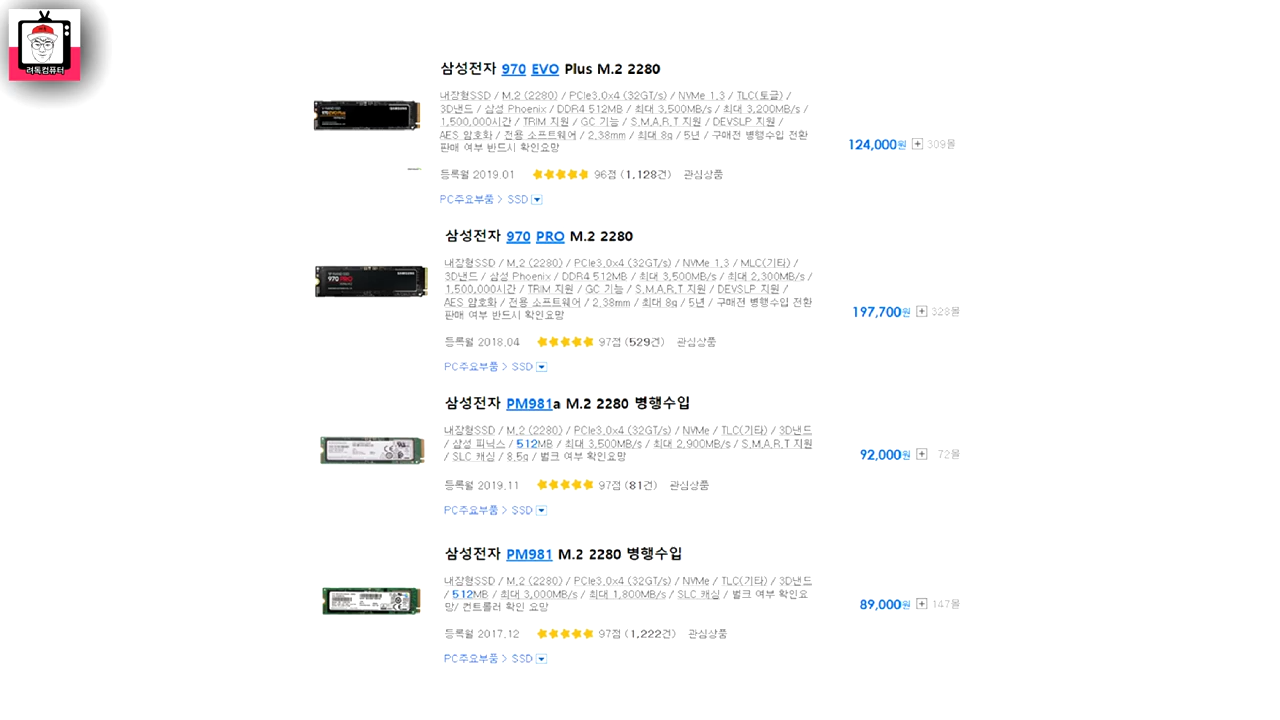 려독컴퓨터
삼성전자 970 EVO Plus M.2 2280
내장형SSD / M.2 (2280) / PCIe3.0x4 (32GT/s) / NVMe 1.3 / TLC(토글) /
3D낸드 / 삼성 Phoenix / DDR4 512MB / 최대 3,500MB/s / 최대 3,200MB/s /
1,500,000시간 / TRIM 지원 / GC 기능 / S.M.A.R.T 지원 / DEVSLP 지원 /
AES 암호화 / 전용 소프트웨어 / 2.38mm / 최대 8g / 5년 / 구매전 병행수입 전환
판매 여부 반드시 확인요망
124,000원 309몰
등록월 2019.01 96점 (1,128건) 관심상품
PC주요부품 > SSD
삼성전자 970 PRO M.2 2280
내장형SSD / M.2 (2280) / PCIe3.0x4 (32GT/s) / NVMe 1.3 / MLC(기타) /
3D낸드 / 삼성 Phoenix / DDR4 512MB / 최대 3,500MB/s / 최대 2,300MB/s /
1,500,000시간 / TRIM 지원 / GC 기능 / S.M.A.R.T 지원 / DEVSLP 지원 /
AES 암호화 / 전용 소프트웨어 / 2.38mm / 최대 8g / 5년 / 구매전 병행수입 전환
판매 여부 반드시 확인요망
197,700원 328몰
등록월 2018.04 97점 (529건) 관심상품
PC주요부품 > SSD
삼성전자 PM981a M.2 2280 병행수입
내장형SSD / M.2 (2280) / PCIe3.0x4 (32GT/s) / NVMe / TLC(기타) / 3D낸드
/ 삼성 피닉스 / 512MB / 최대 3,500MB/s / 최대 2,900MB/s / S.M.A.R.T 지원
/ SLC 캐싱 / 8.5g / 벌크 여부 확인요망
92,000원 72몰
등록월 2019.11 97점 (81건) 관심상품
PC주요부품 > SSD
삼성전자 PM981 M.2 2280 병행수입
내장형SSD / M.2 (2280) / PCIe3.0x4 (32GT/s) / NVMe / TLC(기타) / 3D낸드
/ 512MB / 최대 3,000MB/s / 최대 1,800MB/s / SLC 캐싱 / 벌크 여부 확인요
망/ 컨트롤러 확인 요망
89,000원 147몰
등록월 2017.12 97점 (1,222건) 관심상품
PC주요부품 > SSD